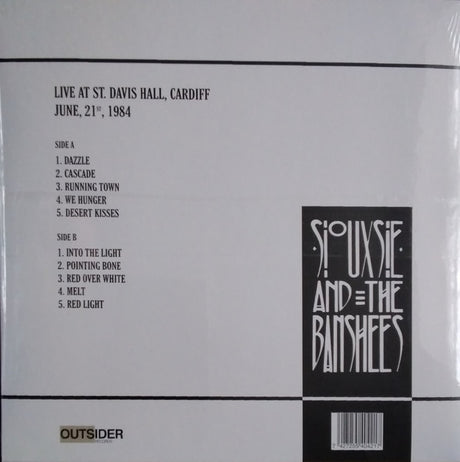 LIVE AT ST. DAVIS HALL, CARDIFF
JUNE, 21ST, 1984
SIDE A
1. DAZZLE
2. CASCADE
3. RUNNING TOWN
4. WE HUNGER
5. DESERT KISSES
SIDE B
1. INTO THE LIGHT
2. POINTING BONE
3. RED OVER WHITE
4. MELT
5. RED LIGHT
·SIOUXSIE·
AND THE
BANSHEES
OUTSIDER